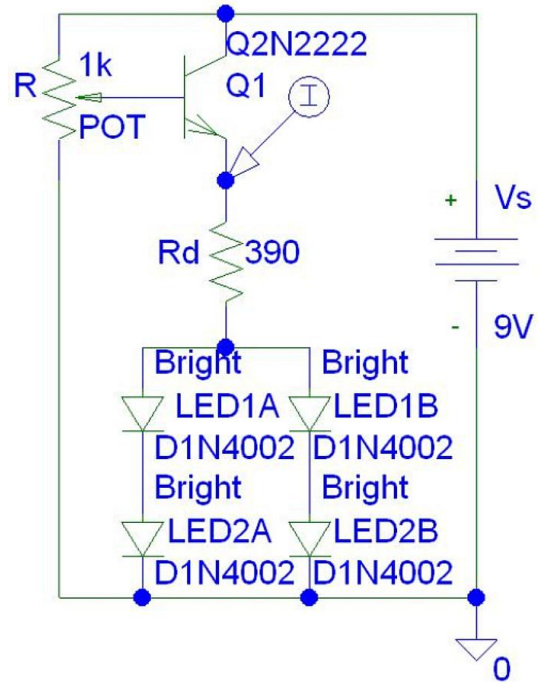 Q2N2222
1k
R
Q1
I
POT
Vs
+
Rd 390
9V
-
Bright Bright
LED1A LED1B
D1N4002 D1N4002
Bright Bright
LED2A LED2B
D1N4002 D1N4002
0